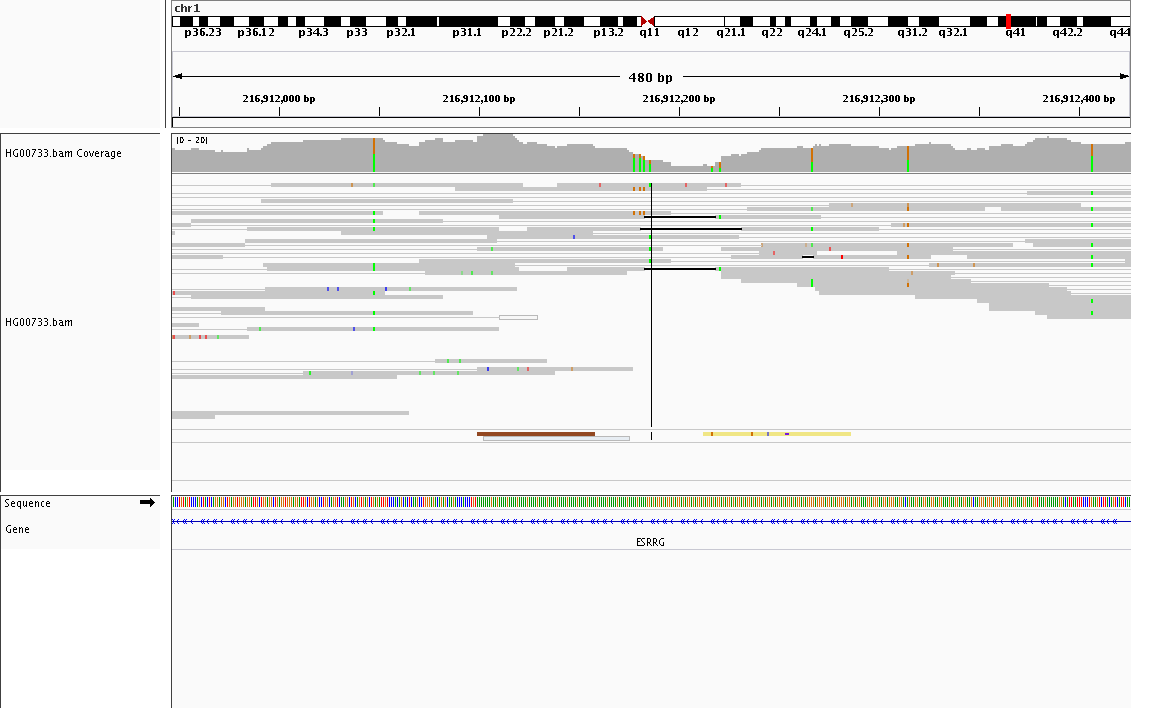 chr1
p36.23 p36.12 p34.3 p33 p32.1 p31.1 p22.2 p21.2 p13.2 q11 q12 q21.1 q22 q24.1 q25.2 q31.2 q32.1 q41 q42.2 q44
480 bp
216,912,000 bp 216,912,100 bp 216,912,200 bp 216,912,300 bp 216,912,400 bp
HG00733.bam Coverage
[0 - 20]
HG00733.bam
Sequence
Gene
ESRRG